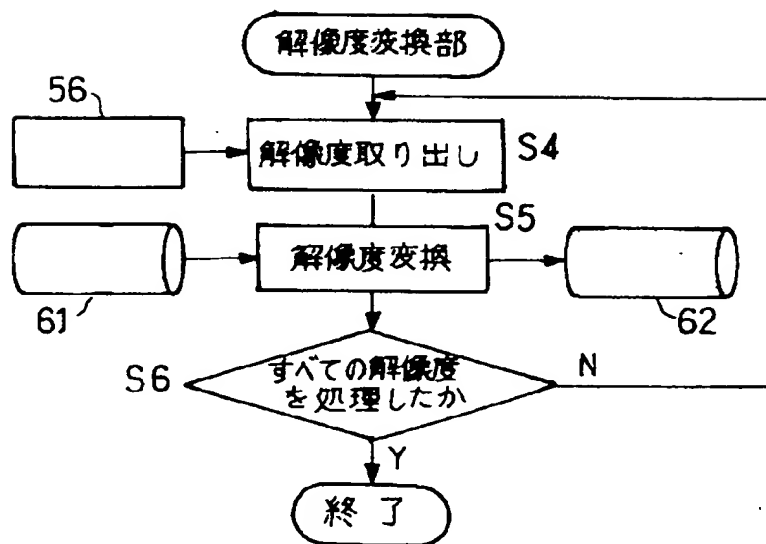 解像度変換部
56
解像度取り出し
S4
S5
解像度変換
61
62
S6
すべての解像度
を処理したか
N
Y
終了